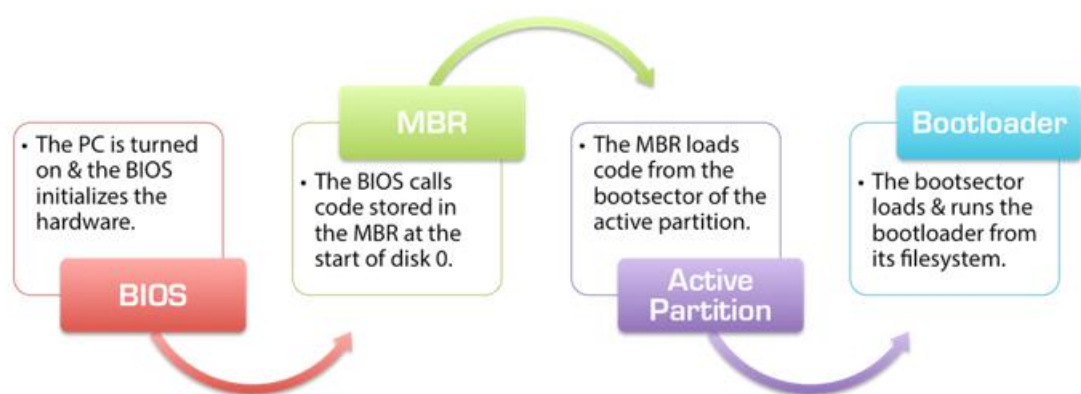 • The PC is turned
on & the BIOS
initializes the
hardware.
BIOS
MBR
• The BIOS calls
code stored in
the MBR at the
start of disk 0.
• The MBR loads
code from the
bootsector of the
active partition.
Active
Partition
Bootloader
• The bootsector
loads & runs the
bootloader from
its filesystem.